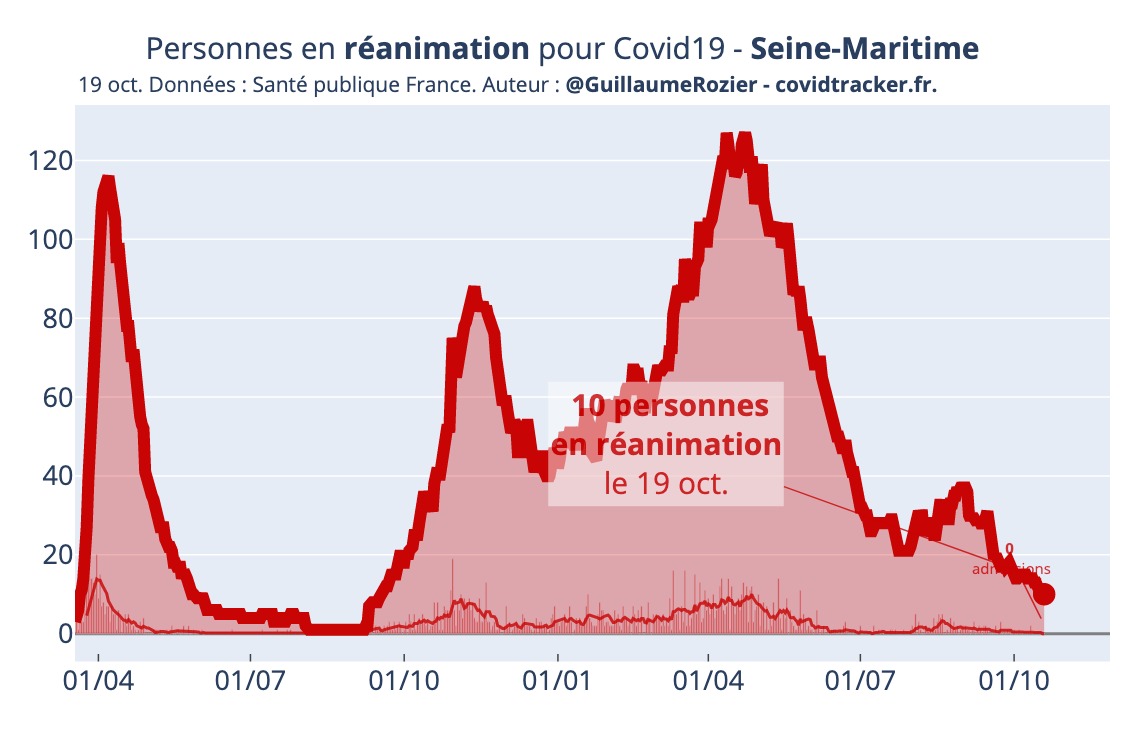 Personnes en réanimation pour Covid19 - Seine-Maritime
19 oct. Données : Santé publique France. Auteur : @GuillaumeRozier - covidtracker.fr.
120
100
80
60
40
20
0
10 personnes
en réanimation
le 19 oct.
0
admissions
01/04
01/07
01/10
01/01
01/04
01/07
01/10